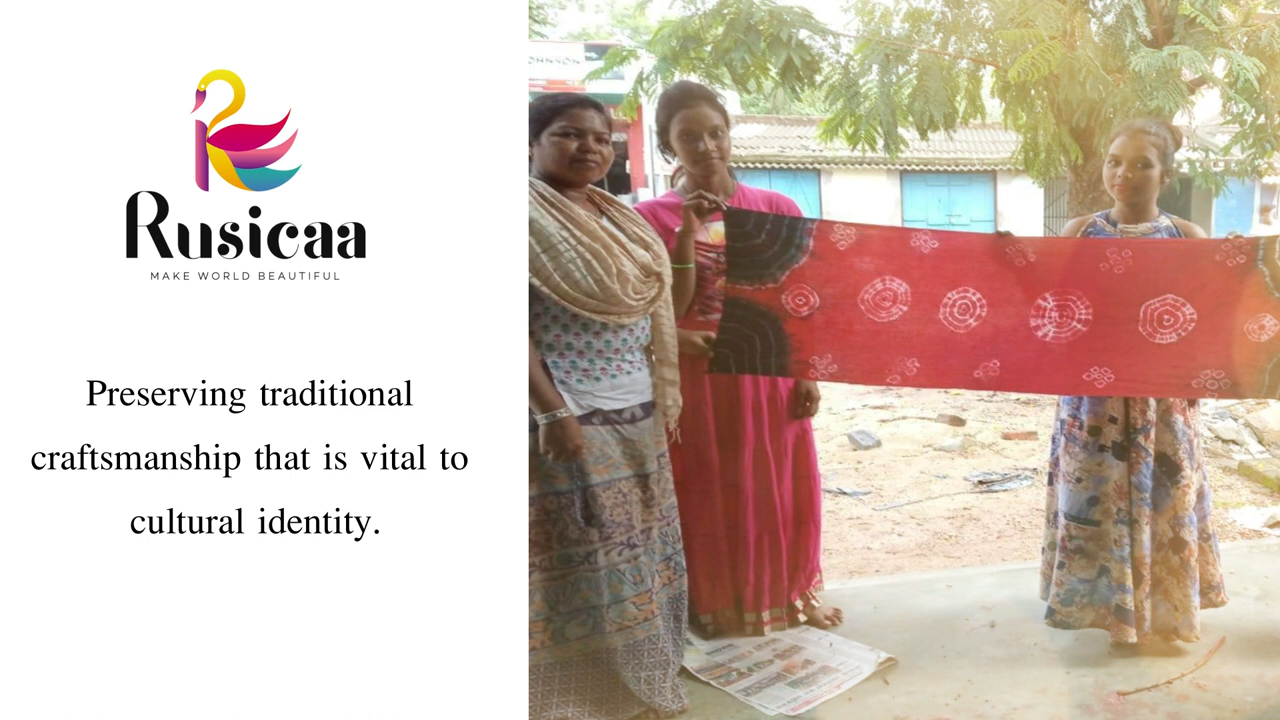 Rusicaa
MAKE WORLD BEAUTIFUL
Preserving traditional
craftsmanship that is vital to
cultural identity.